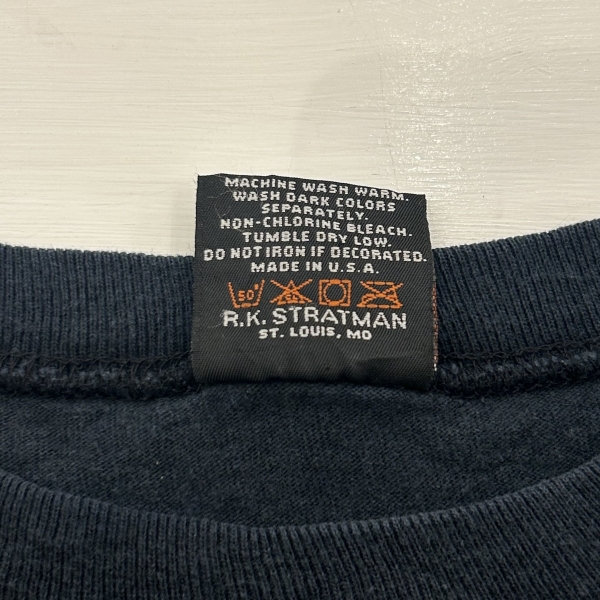 MACHINE WASH WARM.
WASH DARK COLORS
SEPARATELY.
NON-CHLORINE BLEACH.
TUMBLE DRY LOW.
DO NOT IRON IF DECORATED.
MADE IN U.S.A.
50°
R.K. STRATMAN
ST. LOUIS, MO